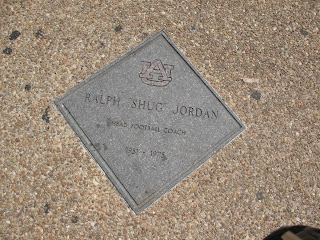 AU
RALPH "SHUG" JORDAN
HEAD FOOTBALL COACH
1951 - 1975